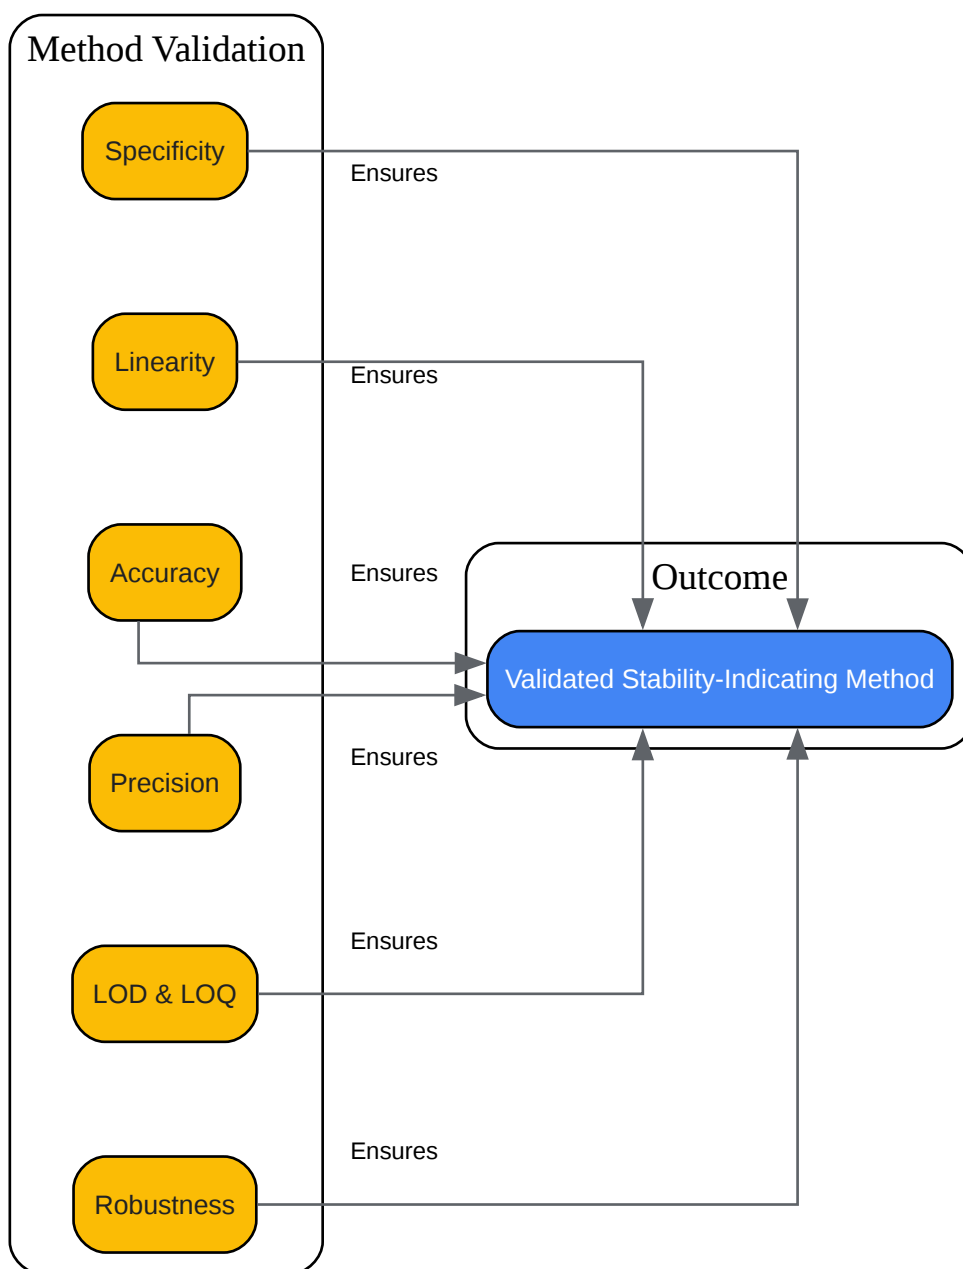 Method Validation
Specificity
Ensures
Linearity
Ensures
Accuracy
Ensures
Outcome
Validated Stability-Indicating Method
Precision
Ensures
LOD & LOQ
Ensures
Robustness
Ensures